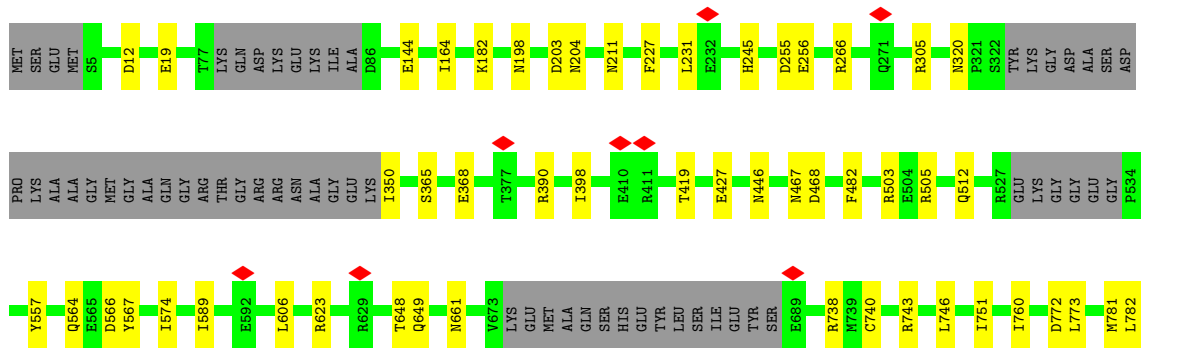 MET SER GLU MET S5 D12 E19 T77 LYS GLN ASP LYS GLU LYS ILE ALA D86 E144 I164 K182 N198 D203 N204 N211 F227 L231 E232 H245 D255 E256 R266 Q271 R305 N320 P321 S322 TYR LYS GLY ASP ALA SER ASP
PRO LYS ALA ALA GLY MET GLY ALA GLN GLY ARG THR GLY ARG ARG ASN ALA GLY GLU LYS I350 S365 E368 T377 R390 I398 E410 R411 T419 E427 N446 N467 D468 F482 R503 E504 R505 Q512 R527 GLU LYS GLY GLY GLU GLY P534
Y557 Q564 E565 D566 Y567 I574 I589 E592 L606 R623 R629 T648 Q649 N661 V673 LYS GLU MET ALA GLN SER HIS GLU TYR LEU SER ILE GLU TYR SER E689 R738 M739 C740 R743 L746 I751 I760 D772 L773 M781 L782